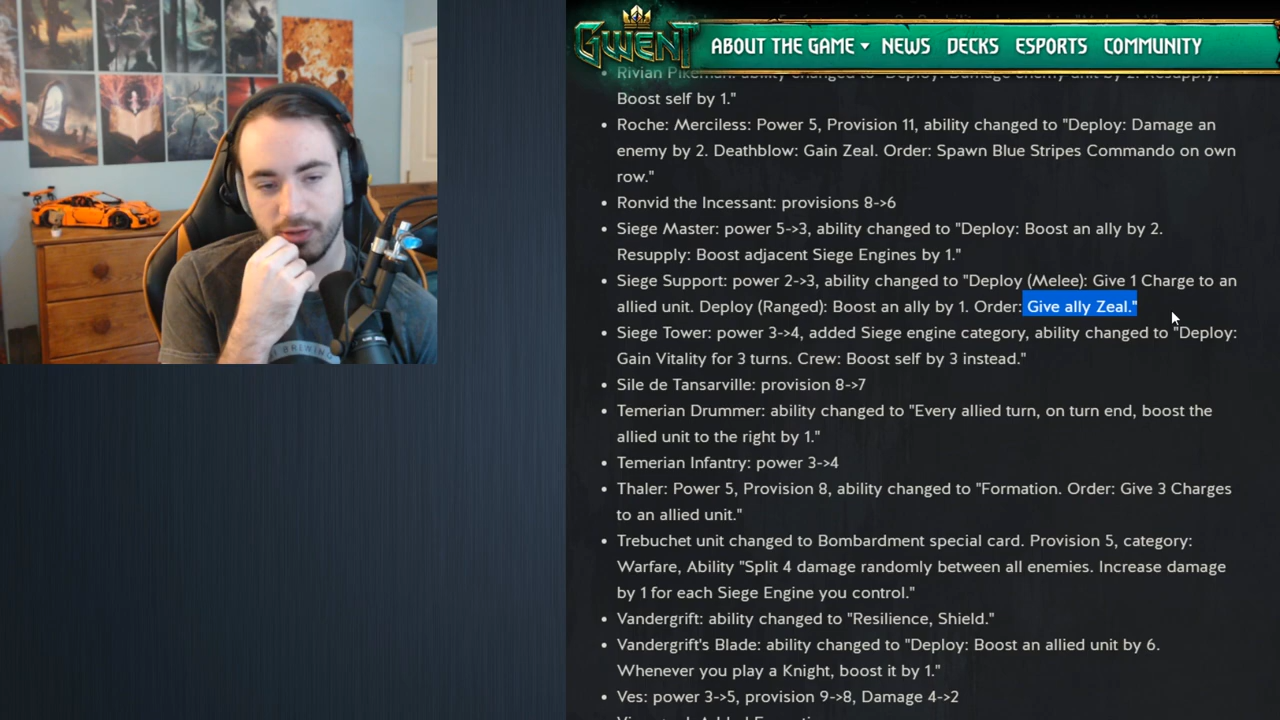 GWENT
ABOUT THE GAME NEWS DECKS ESPORTS COMMUNITY
Rivian Pikeman: ability changed to "Deploy: Damage enemy unit by 2. Resupply:
Boost self by 1."
Roche: Merciless: Power 5, Provision 11, ability changed to "Deploy: Damage an
enemy by 2. Deathblow: Gain Zeal. Order: Spawn Blue Stripes Commando on own
row."
Ronvid the Incessant: provisions 8->6
Siege Master: power 5->3, ability changed to "Deploy: Boost an ally by 2.
Resupply: Boost adjacent Siege Engines by 1."
Siege Support: power 2->3, ability changed to "Deploy (Melee): Give 1 Charge to an
allied unit. Deploy (Ranged): Boost an ally by 1. Order: Give ally Zeal."
Siege Tower: power 3->4, added Siege engine category, ability changed to "Deploy:
Gain Vitality for 3 turns. Crew: Boost self by 3 instead."
Sile de Tansarville: provision 8->7
Temerian Drummer: ability changed to "Every allied turn, on turn end, boost the
allied unit to the right by 1."
Temerian Infantry: power 3->4
Thaler: Power 5, Provision 8, ability changed to "Formation. Order: Give 3 Charges
to an allied unit."
Trebuchet unit changed to Bombardment special card. Provision 5, category:
Warfare, Ability "Split 4 damage randomly between all enemies. Increase damage
by 1 for each Siege Engine you control."
Vandergrift: ability changed to "Resilience, Shield."
Vandergrift's Blade: ability changed to "Deploy: Boost an allied unit by 6.
Whenever you play a Knight, boost it by 1."
Ves: power 3->5, provision 9->8, Damage 4->2